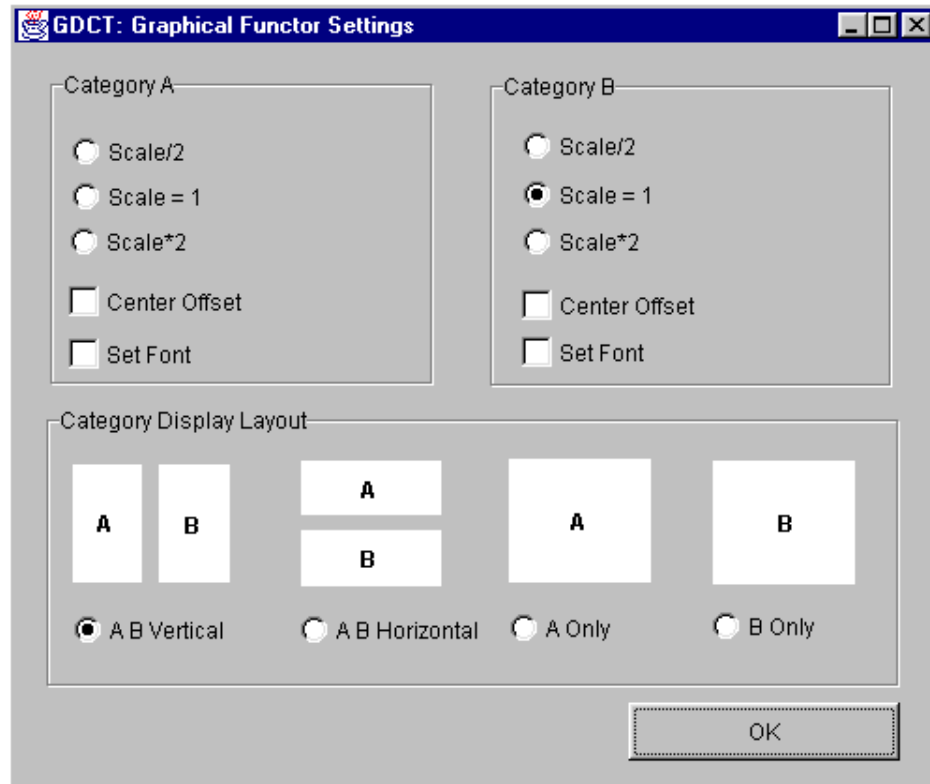 GDCT: Graphical Functor Settings
Category A
Scale/2
Scale = 1
Scale*2
Center Offset
Set Font
Category B
Scale/2
Scale = 1
Scale*2
Center Offset
Set Font
Category Display Layout
A B
A
B
A
B
A B Vertical
A B Horizontal
A Only
B Only
OK